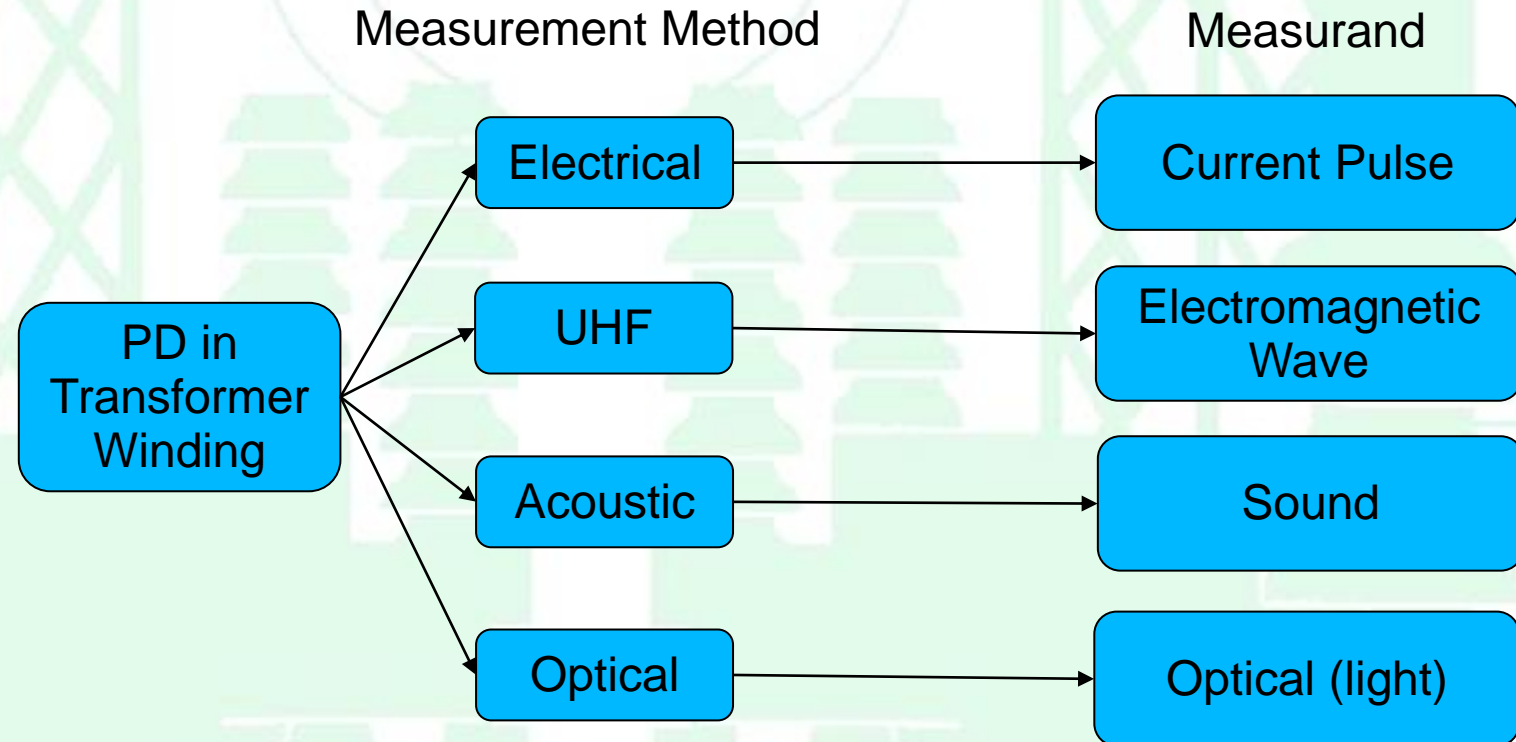 Measurement Method
Measurand
Electrical
Current Pulse
PD in
Transformer
Winding
UHF
Electromagnetic
Wave
Acoustic
Sound
Optical
Optical (light)